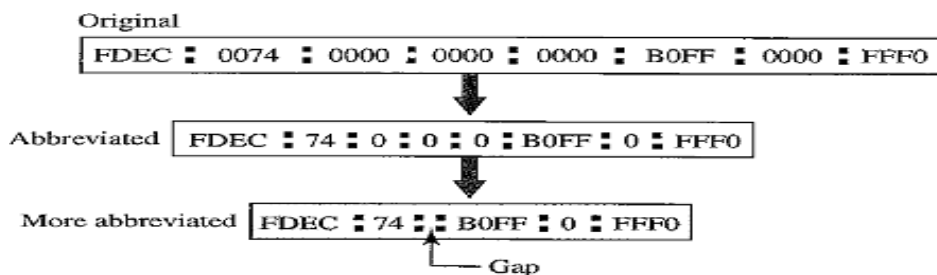 Original
FDEC : 0074 : 0000 : 0000 : 0000 : B0FF : 0000 : FFF0
Abbreviated FDEC : 74 : 0 : 0 : 0 : B0FF : 0 : FFF0
More abbreviated FDEC : 74 : : B0FF : 0 : FFF0
Gap